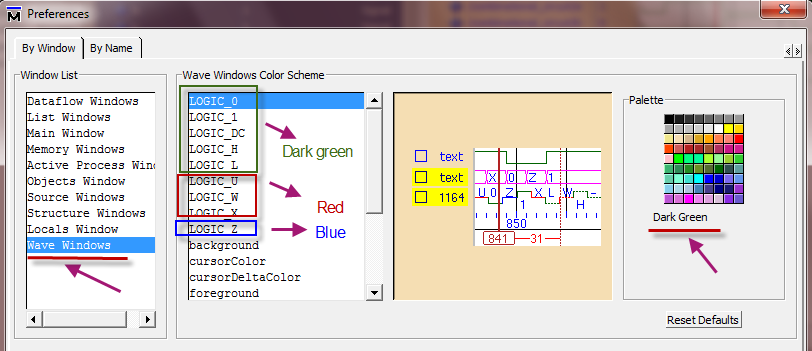 Preferences
By Window
By Name
Window List
Dataflow Windows
List Windows
Main Window
Memory Windows
Active Process Wind
Objects Window
Source Windows
Structure Windows
Locals Window
Wave Windows
Wave Windows Color Scheme
LOGIC_0
LOGIC_1
LOGIC_DC
LOGIC_H
LOGIC_L
LOGIC_U
LOGIC_W
LOGIC_X
LOGIC_Z
background
cursorColor
cursorDeltaColor
foreground
Dark green
Red
Blue
text
text
1164
X 0 Z 1
U 0 Z X L W
1 H
850
841 31
Palette
Dark Green
Reset Defaults